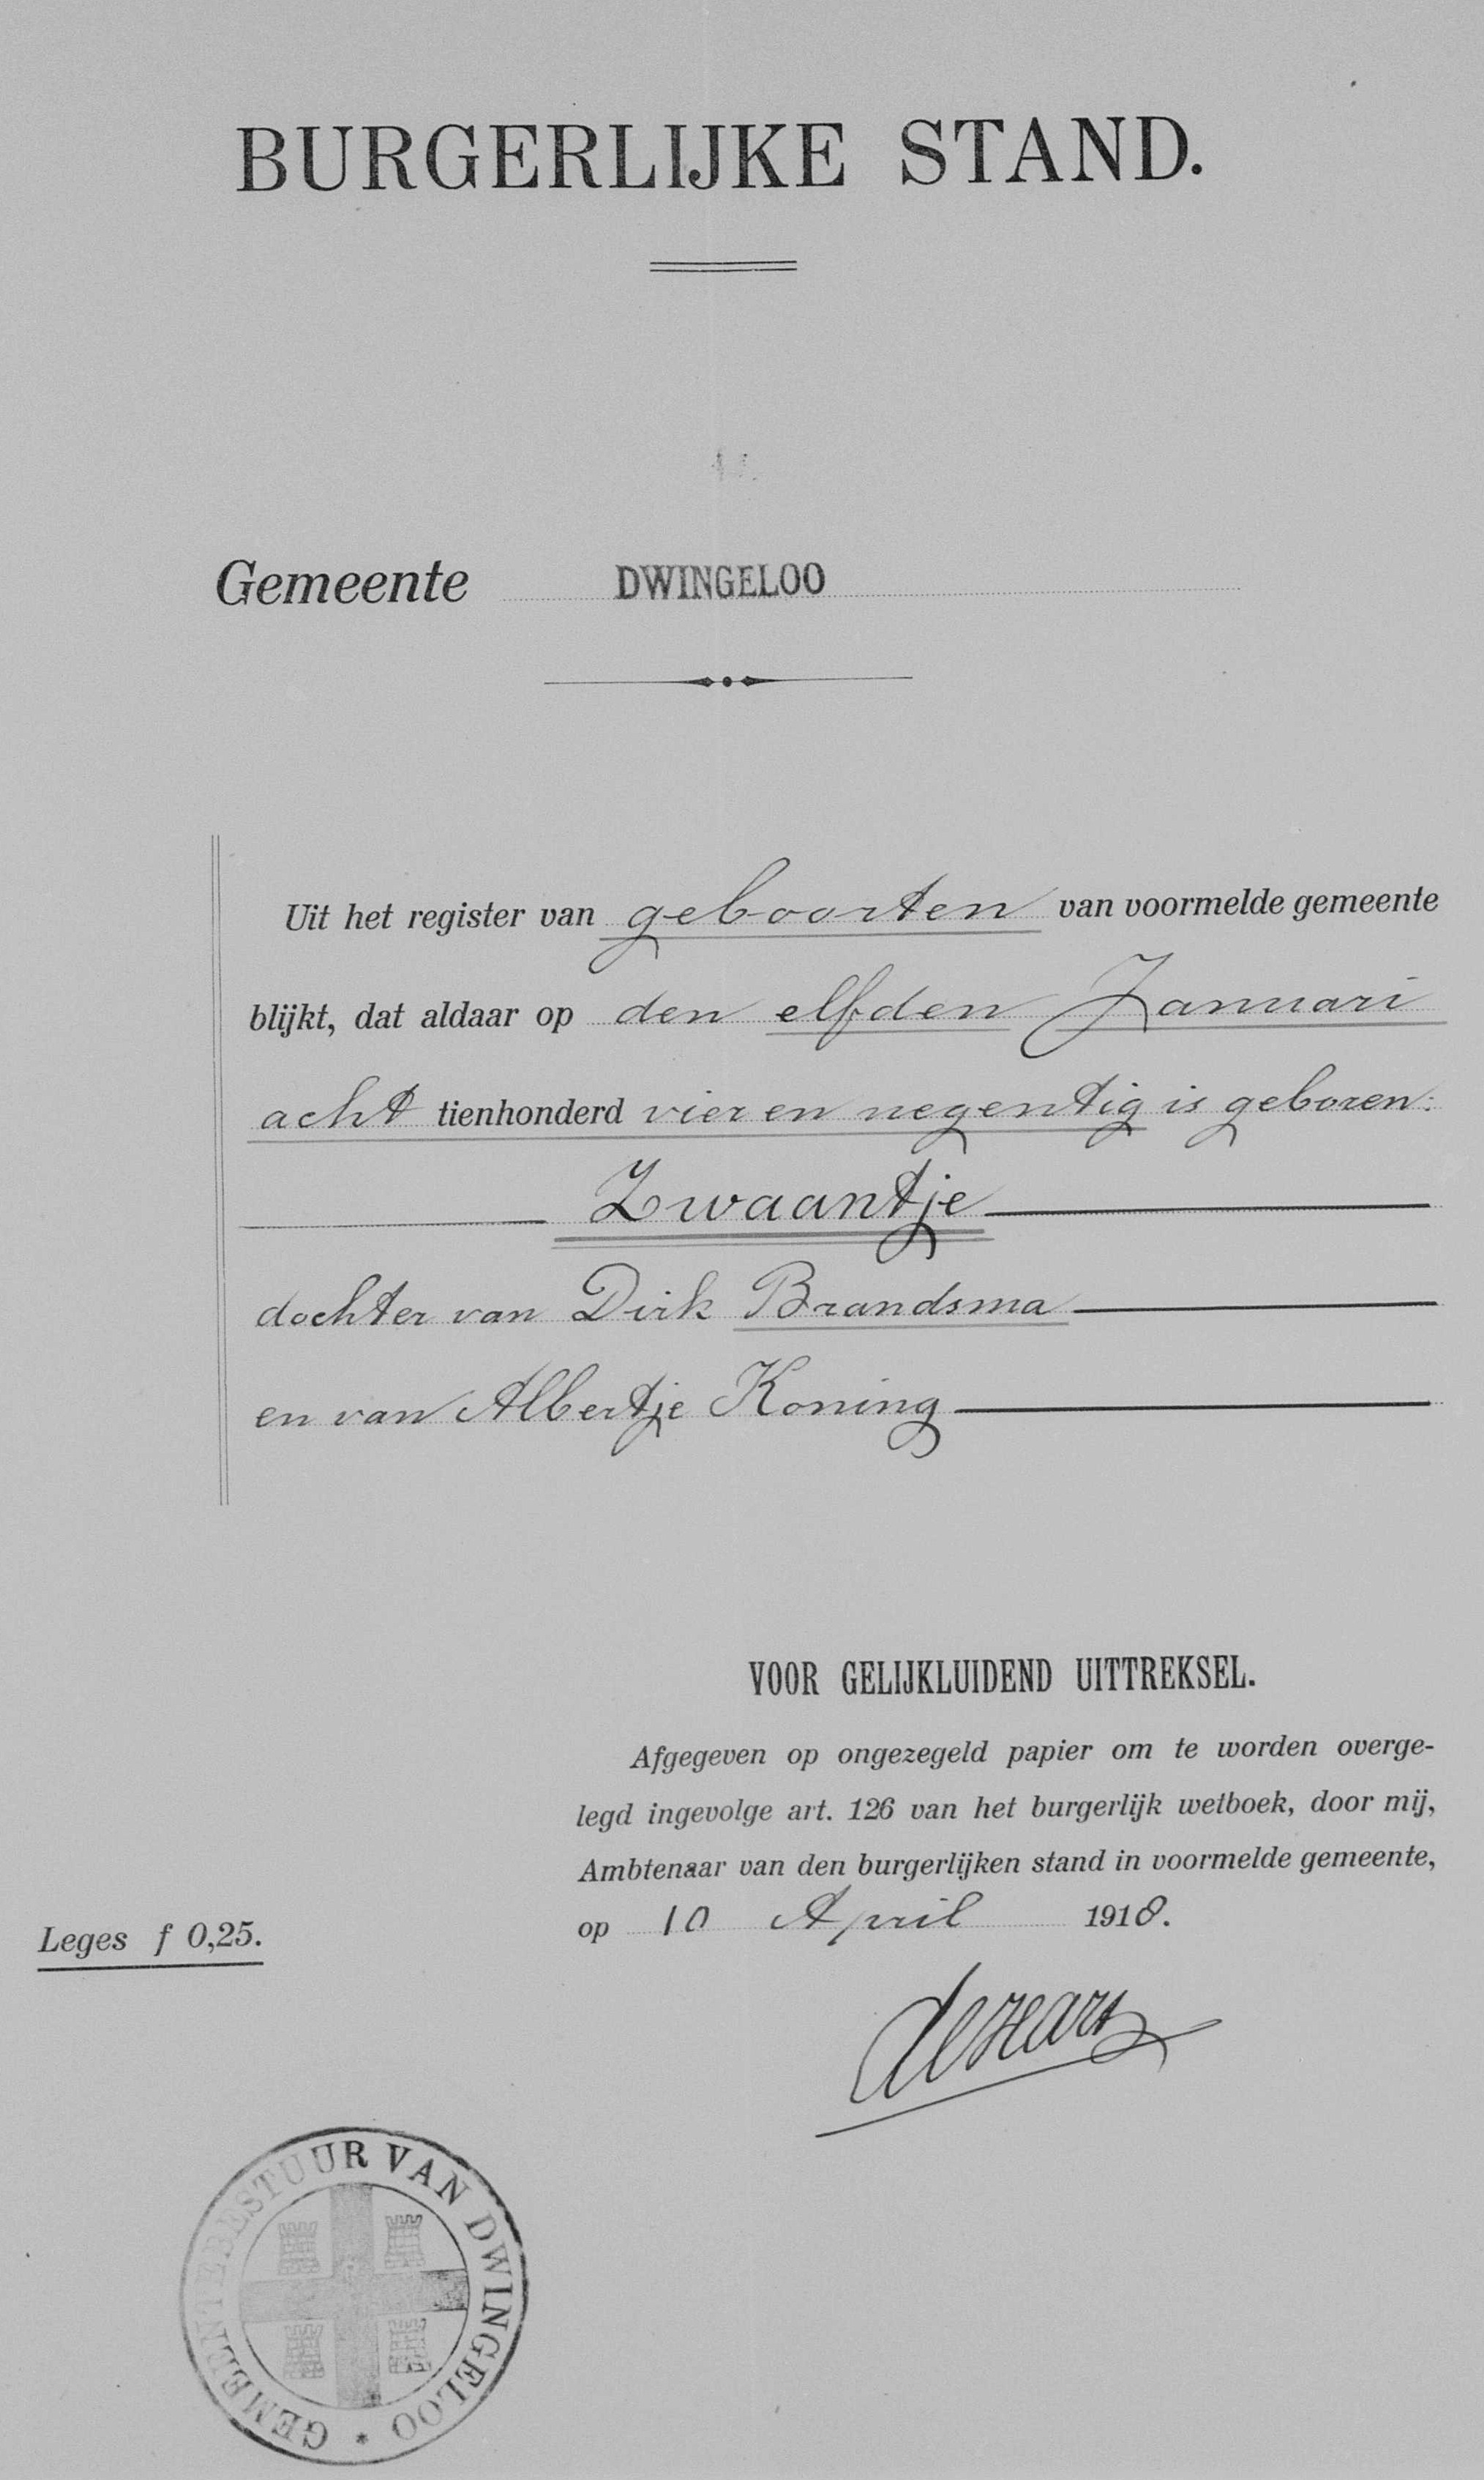 BURGERLIJKE STAND.
Gemeente DWINGELOO
Uit het register van geboorten van voormelde gemeente
blijkt, dat aldaar op den elfden Januari
acht tienhonderd vier en negentig is geboren:
Zwaantje
dochter van Dirk Brandsma
en van Albertje Koning
VOOR GELIJKLUIDEND UITTREKSEL.
Afgegeven op ongezegeld papier om te worden overge-
legd ingevolge art. 126 van het burgerlijk wetboek, door mij,
Ambtenaar van den burgerlijken stand in voormelde gemeente,
op 10 April 1918.
Leges f 0,25.
GEMEENTEBESTUUR VAN DWINGELOO *